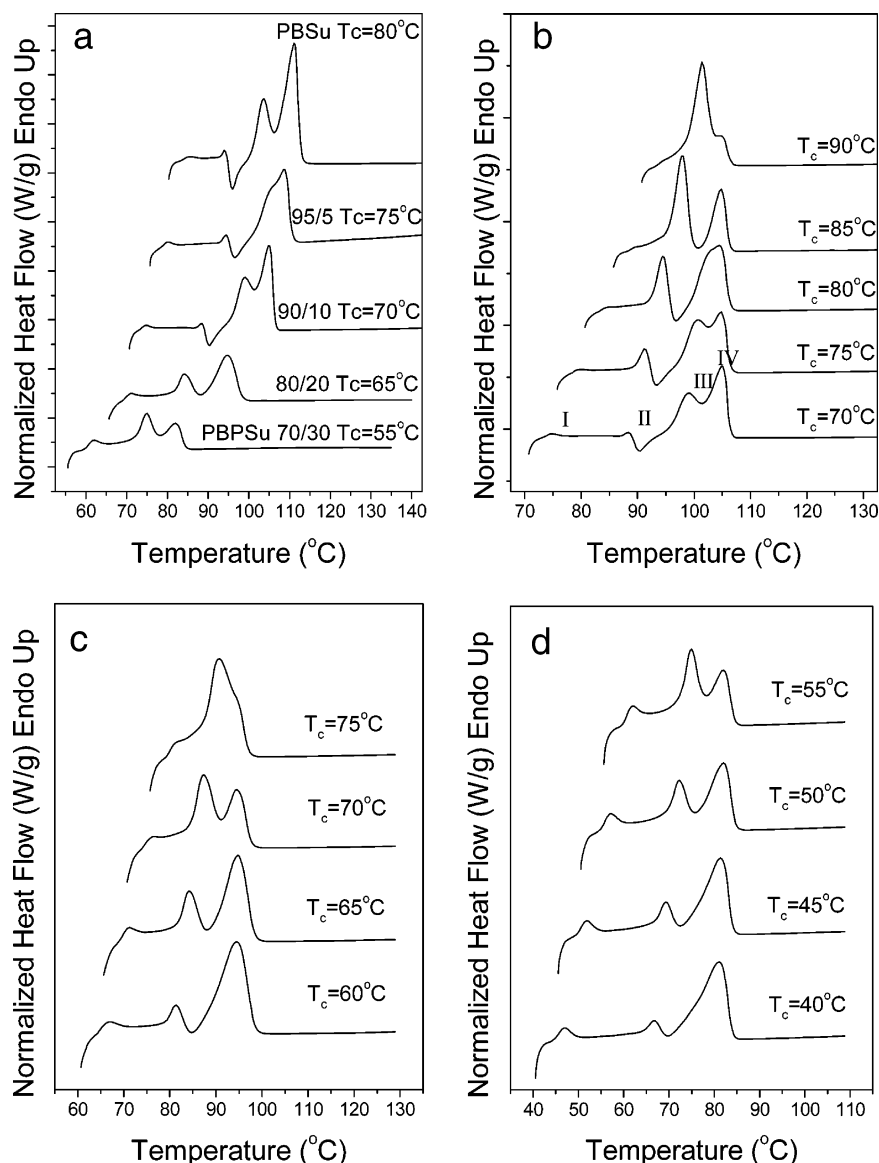 a
PBSu Tc=80°C
95/5 Tc=75°C
90/10 Tc=70°C
80/20 Tc=65°C
PBPSu 70/30 Tc=55°C
Normalized Heat Flow (W/g) Endo Up
60 70 80 90 100 110 120 130 140
Temperature (°C)
b
Tc=90°C
Tc=85°C
Tc=80°C
Tc=75°C
Tc=70°C
I
II
III
IV
Normalized Heat Flow (W/g) Endo Up
70 80 90 100 110 120 130
Temperature (°C)
c
Tc=75°C
Tc=70°C
Tc=65°C
Tc=60°C
Normalized Heat Flow (W/g) Endo Up
60 70 80 90 100 110 120 130
Temperature (°C)
d
Tc=55°C
Tc=50°C
Tc=45°C
Tc=40°C
Normalized Heat Flow (W/g) Endo Up
40 50 60 70 80 90 100 110
Temperature (°C)